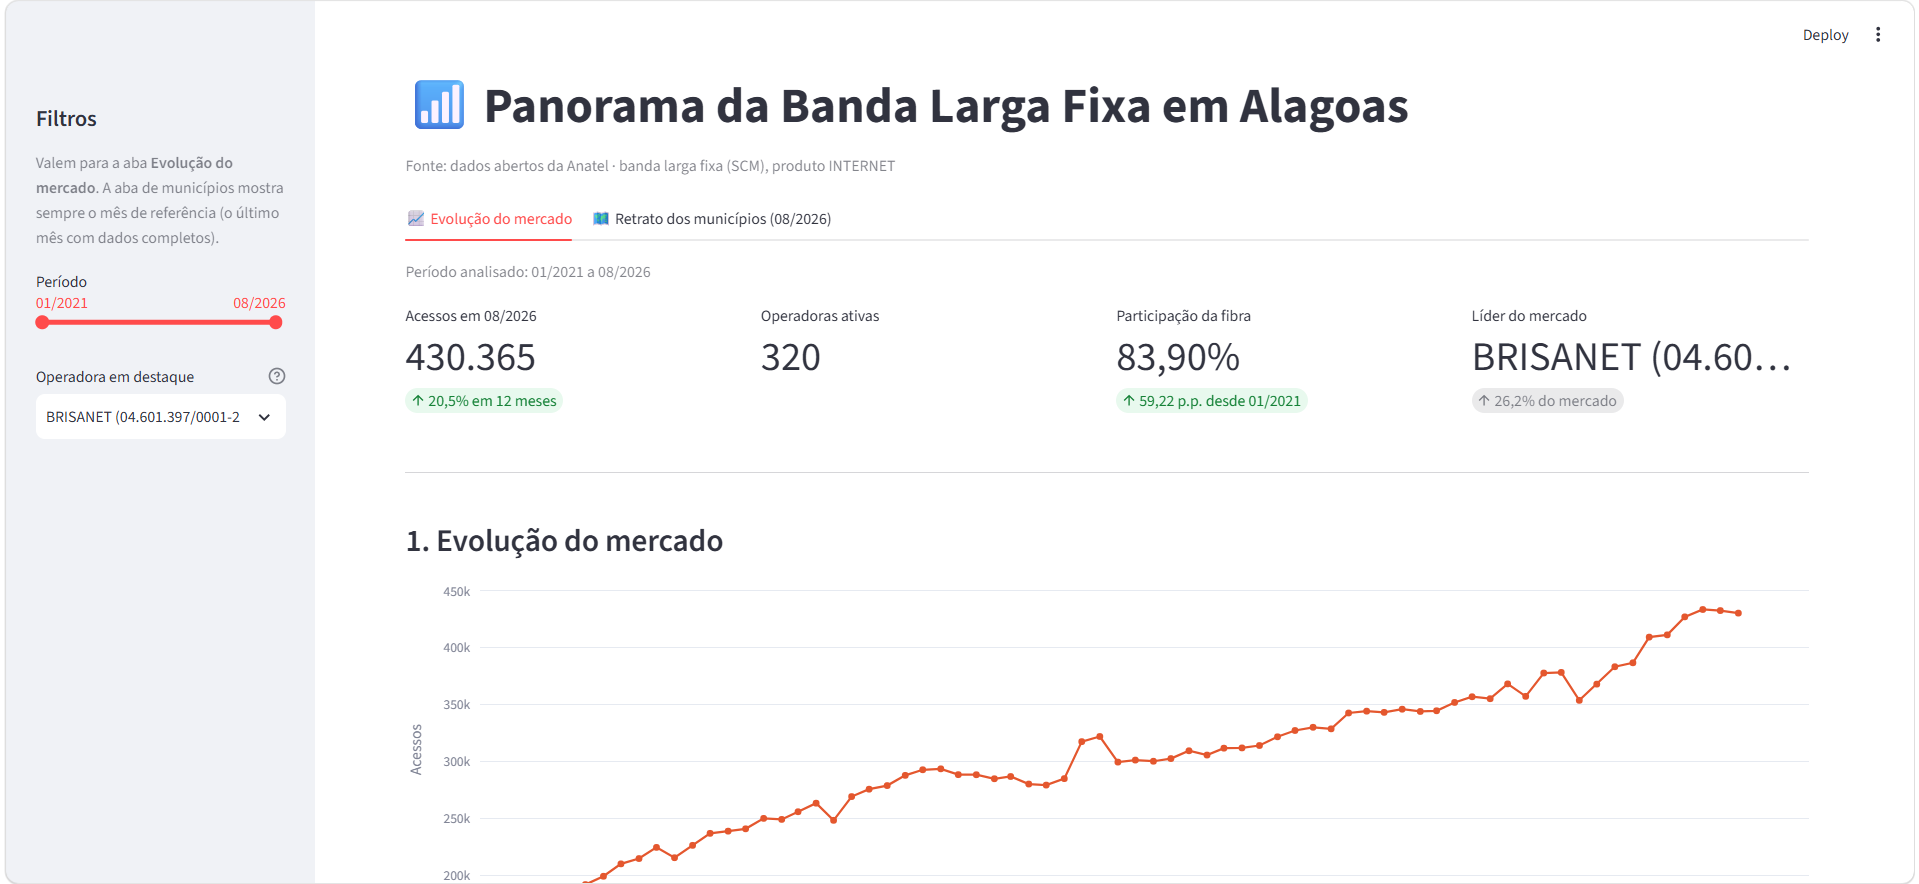 Deploy
Filtros
Valem para a aba Evolução do
mercado. A aba de municípios mostra
sempre o mês de referência (o último
mês com dados completos).
Período
01/2021 08/2026
Operadora em destaque
BRISANET (04.601.397/0001-2
Panorama da Banda Larga Fixa em Alagoas
Fonte: dados abertos da Anatel · banda larga fixa (SCM), produto INTERNET
Evolução do mercado Retrato dos municípios (08/2026)
Período analisado: 01/2021 a 08/2026
Acessos em 08/2026
430.365
↑ 20,5% em 12 meses
Operadoras ativas
320
Participação da fibra
83,90%
↑ 59,22 p.p. desde 01/2021
Líder do mercado
BRISANET (04.60…
↑ 26,2% do mercado
1. Evolução do mercado
Acessos
450k
400k
350k
300k
250k
200k